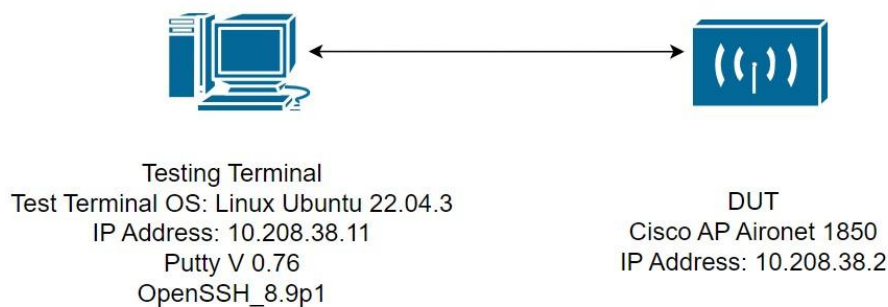 Testing Terminal
Test Terminal OS: Linux Ubuntu 22.04.3
IP Address: 10.208.38.11
Putty V 0.76
OpenSSH_8.9p1
DUT
Cisco AP Aironet 1850
IP Address: 10.208.38.2